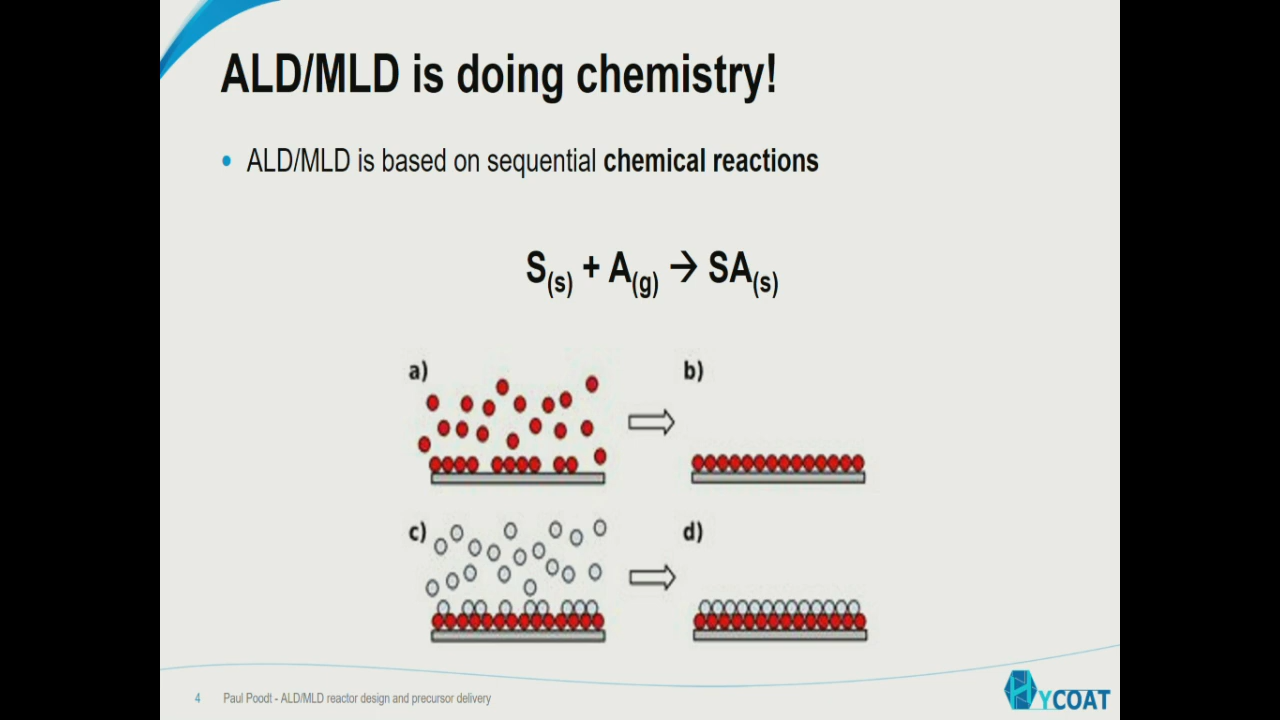 ALD/MLD is doing chemistry!
• ALD/MLD is based on sequential chemical reactions
S(s) + A(g) → SA(s)
a)
b)
c)
d)
4 Paul Poodt - ALD/MLD reactor design and precursor delivery
HYCOAT